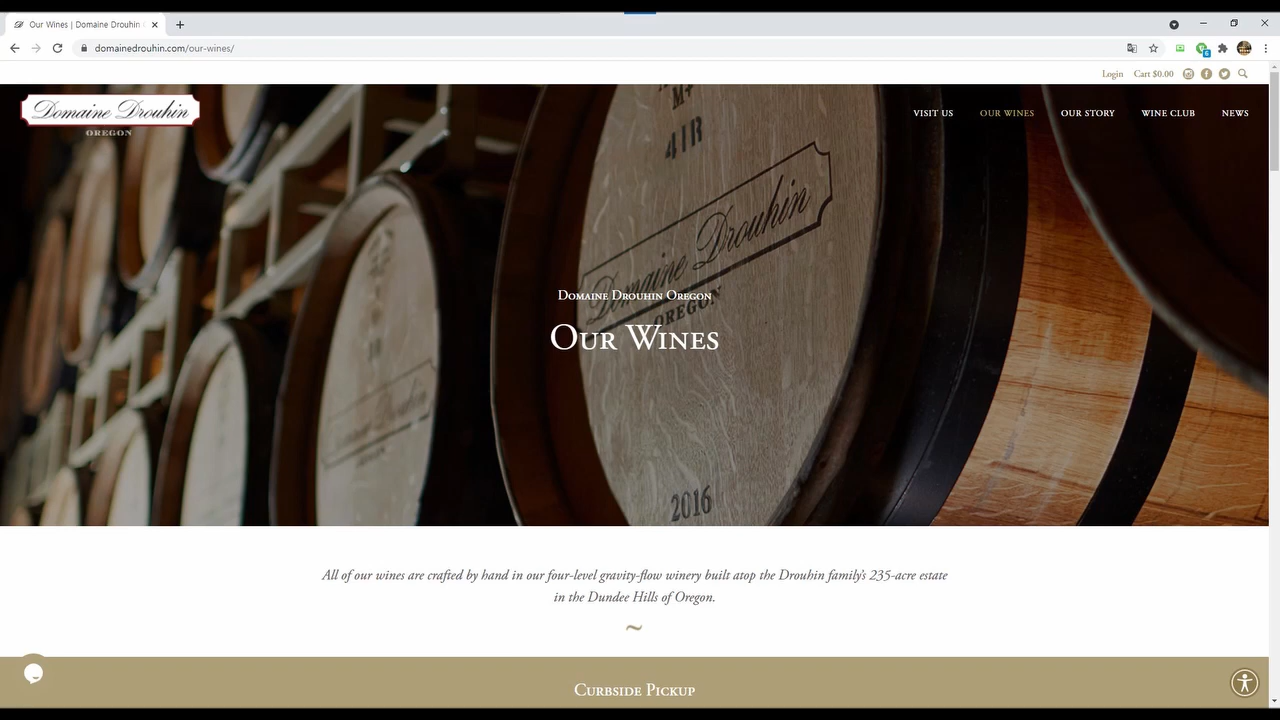 Our Wines | Domaine Drouhin
domainedrouhin.com/our-wines/
6
Login Cart $0.00
Domaine Drouhin
OREGON
VISIT US OUR WINES OUR STORY WINE CLUB NEWS
41R
Domaine Drouhin
OREGON
Domaine Drouhin Oregon
Our Wines
2016
All of our wines are crafted by hand in our four-level gravity-flow winery built atop the Drouhin family's 235-acre estate
in the Dundee Hills of Oregon.
~
Curbside Pickup